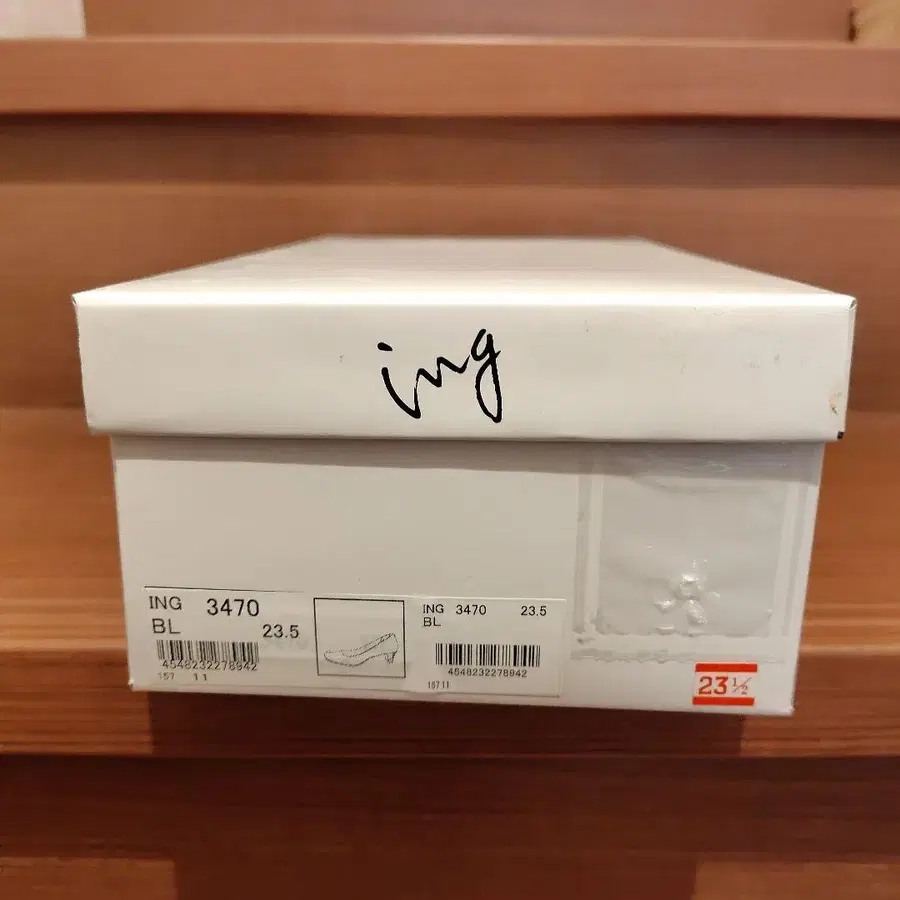 ing
ING 3470
BL
23.5
4548232278942
157 11
ING 3470 23.5
BL
4548232278942
157 11
23 ½